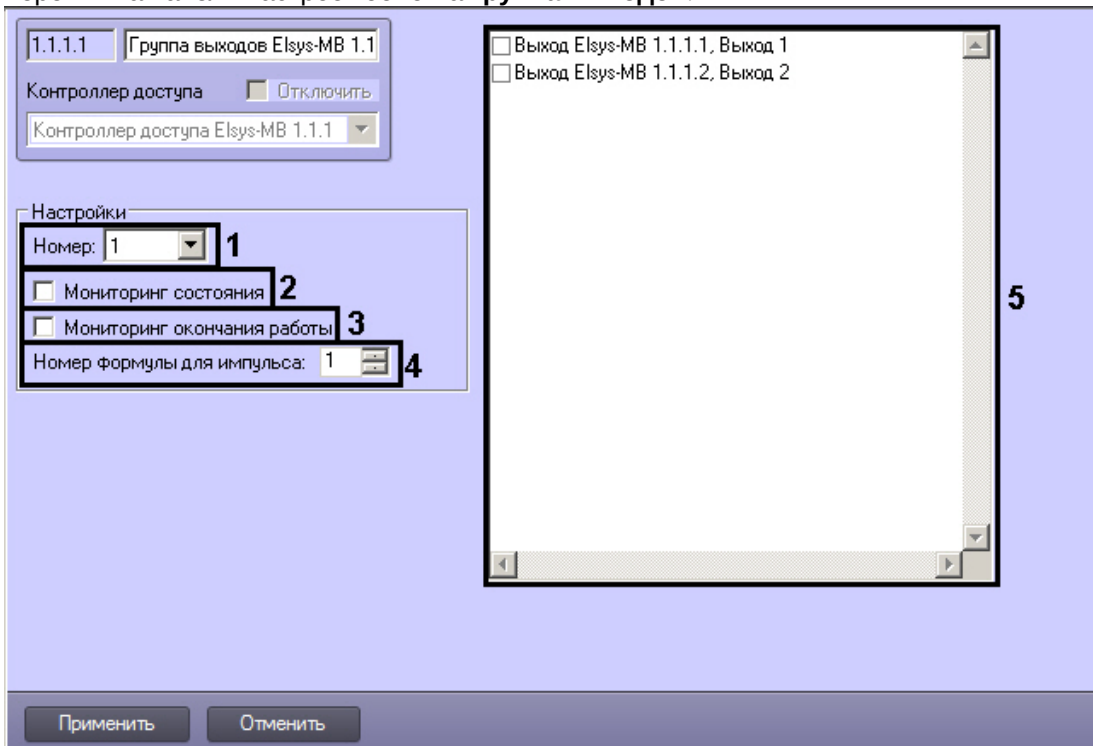 1.1.1.1 Группа выходов Elsys-MB 1.1
Контроллер доступа Отключить
Контроллер доступа Elsys-MB 1.1.1
Настройки
Номер: 1 1
Мониторинг состояния 2
Мониторинг окончания работы 3
Номер формулы для импульса: 1 4
Выход Elsys-MB 1.1.1.1, Выход 1
Выход Elsys-MB 1.1.1.2, Выход 2
5
Применить Отменить